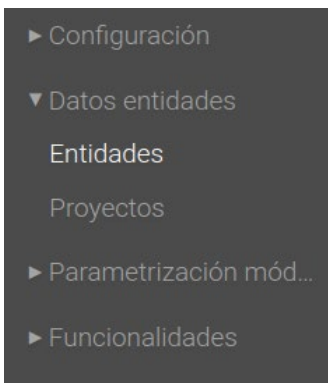 Configuración
Datos entidades
Entidades
Proyectos
Parametrización mód...
Funcionalidades